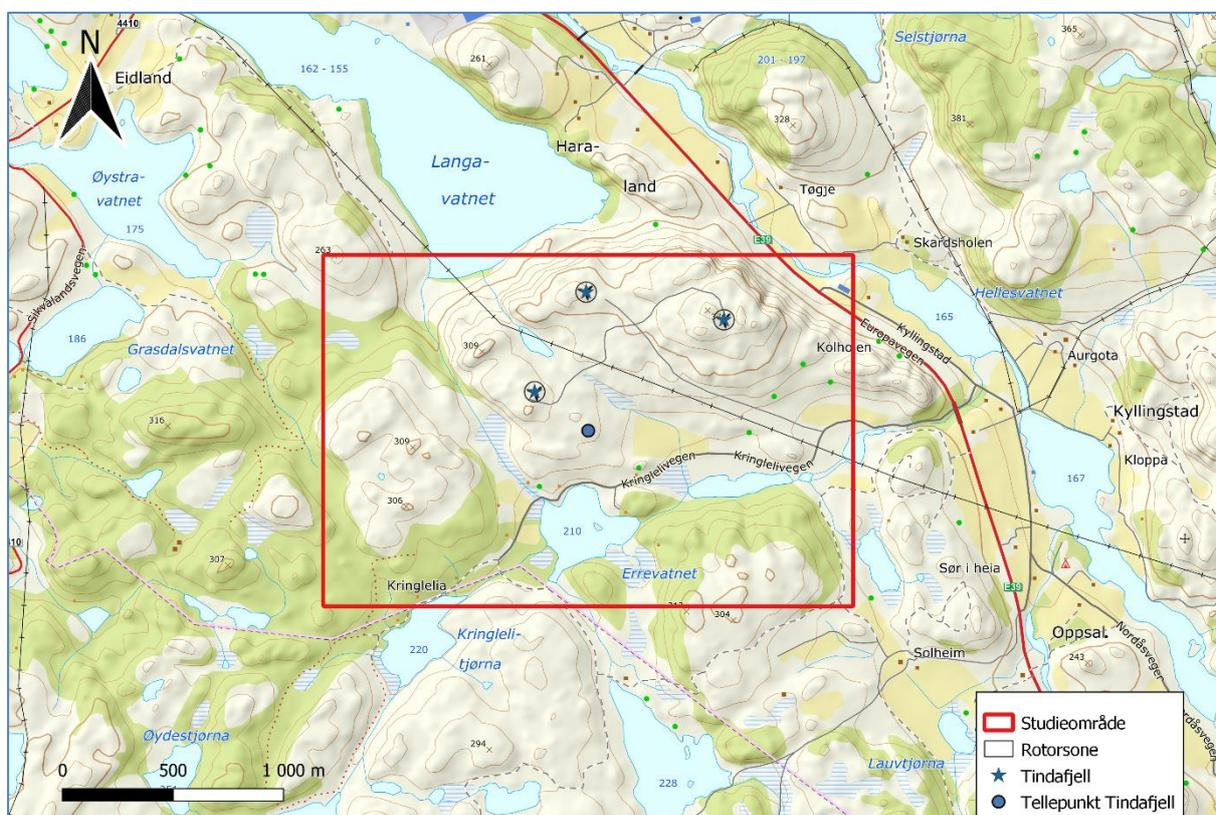 4410
N
Eidland
162 - 155
261
Selstjørna
365
201 - 197
328
381
Øystra-
vatnet
175
Langa-
vatnet
Hara-
land
Tøgje
Skardsholen
E39
263
Sikvålandsvegen
186
Grasdalsvatnet
316
309
309
306
307
Kolholen
Europavegen
Kyllingstad
165
Hellesvatnet
Aurgota
Kyllingstad
Kloppa
167
Kringlelivegen
Kringlelivegen
210
Errevatnet
304
Kringlelia
Sør i heia
E39
Oppsal
243
Nordåsvegen
Solheim
Kringleli-
tjørna
220
294
228
Øydestjørna
Lauvtjørna
0 500 1 000 m
Studieområde
Rotorsone
Tindafjell
Tellepunkt Tindafjell